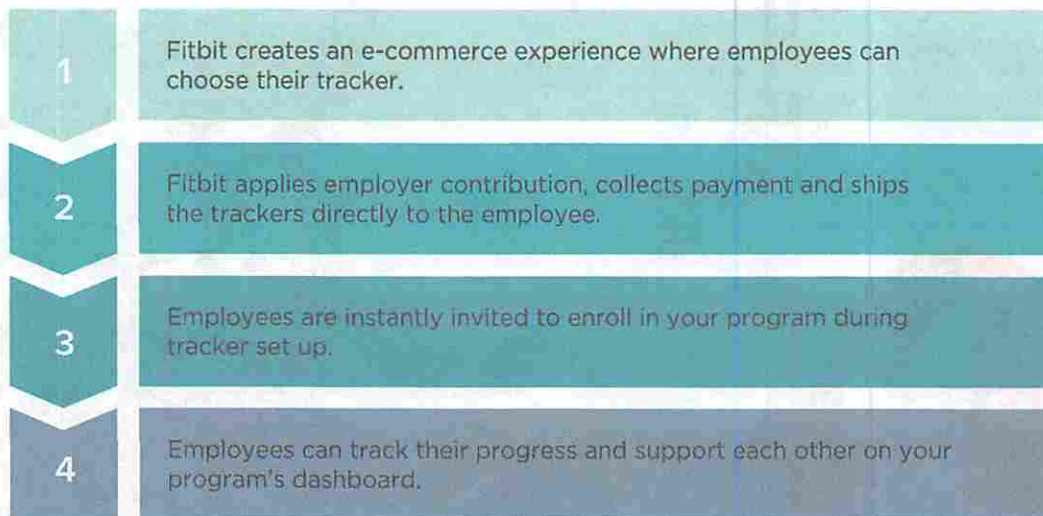 1
Fitbit creates an e-commerce experience where employees can
choose their tracker.
2
Fitbit applies employer contribution, collects payment and ships
the trackers directly to the employee.
3
Employees are instantly invited to enroll in your program during
tracker set up.
4
Employees can track their progress and support each other on your
program's dashboard.